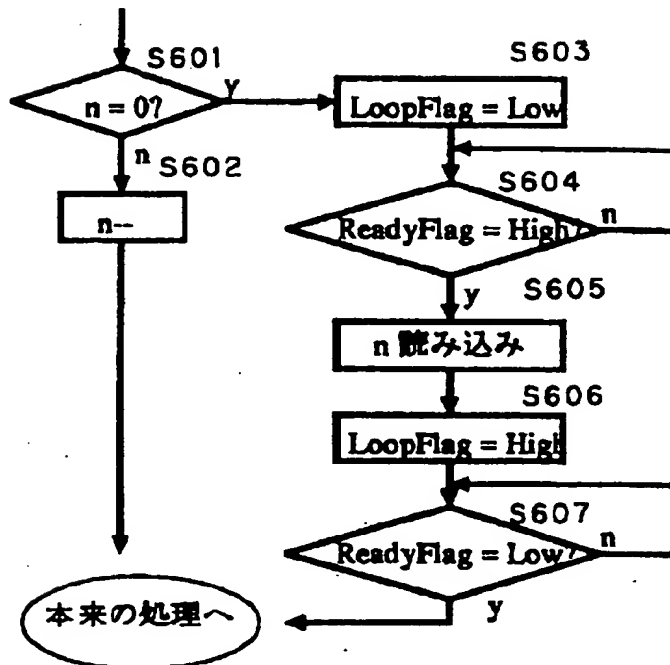 S601
n = 0?
y
n
S602
n--
S603
LoopFlag = Low
S604
ReadyFlag = High?
n
y
S605
n 読み込み
S606
LoopFlag = High
S607
ReadyFlag = Low?
n
y
本来の処理へ